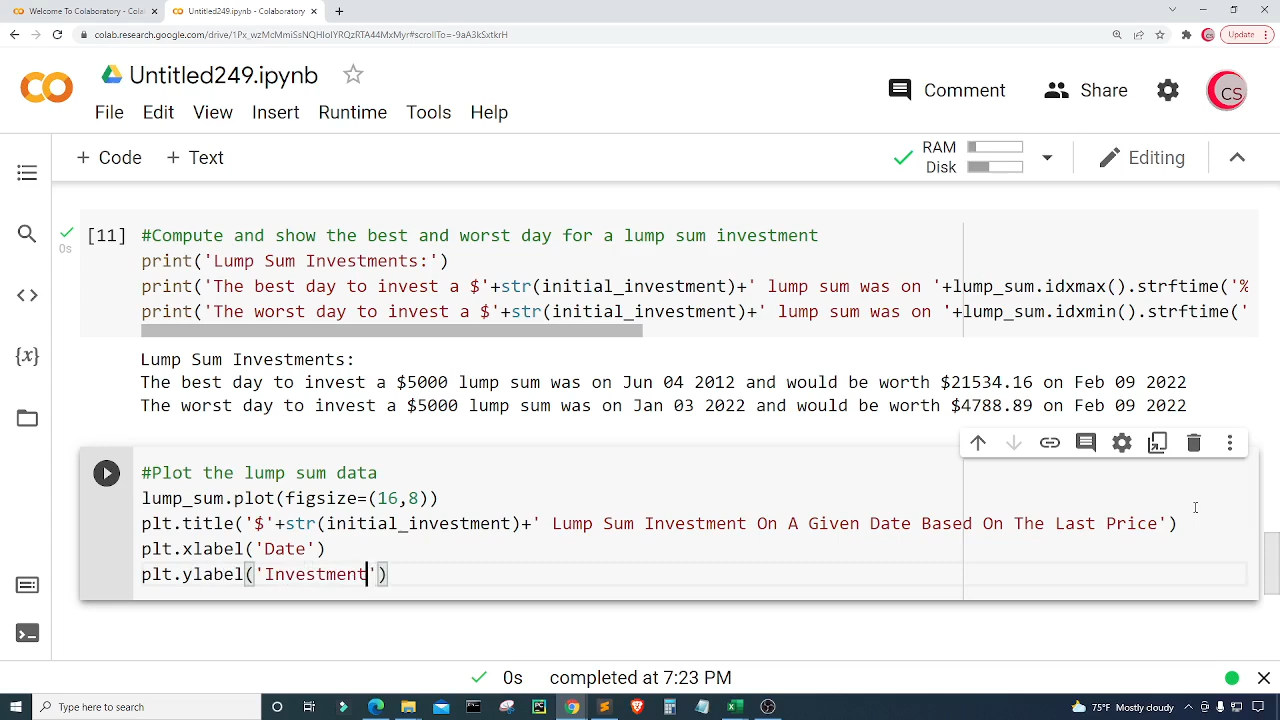 Welcome To Colaboratory - Colal
Untitled249.ipynb - Colaboratory
colab.research.google.com/drive/1Px_wzMcMmiSsNQHIoIYRQzRTA44MxMyr#scrollTo=-9aA3kSxtkrH
Update
Untitled249.ipynb
Comment
Share
CS
File Edit View Insert Runtime Tools Help
+ Code + Text
RAM
Disk
Editing
[11] #Compute and show the best and worst day for a lump sum investment
0s
print('Lump Sum Investments:')
print('The best day to invest a $'+str(initial_investment)+' lump sum was on '+lump_sum.idxmax().strftime('%
print('The worst day to invest a $'+str(initial_investment)+' lump sum was on '+lump_sum.idxmin().strftime('
Lump Sum Investments:
The best day to invest a $5000 lump sum was on Jun 04 2012 and would be worth $21534.16 on Feb 09 2022
The worst day to invest a $5000 lump sum was on Jan 03 2022 and would be worth $4788.89 on Feb 09 2022
#Plot the lump sum data
lump_sum.plot(figsize=(16,8))
plt.title('$'+str(initial_investment)+' Lump Sum Investment On A Given Date Based On The Last Price')
plt.xlabel('Date')
plt.ylabel('Investment')
0s completed at 7:23 PM
Type here to search
75°F Mostly cloudy